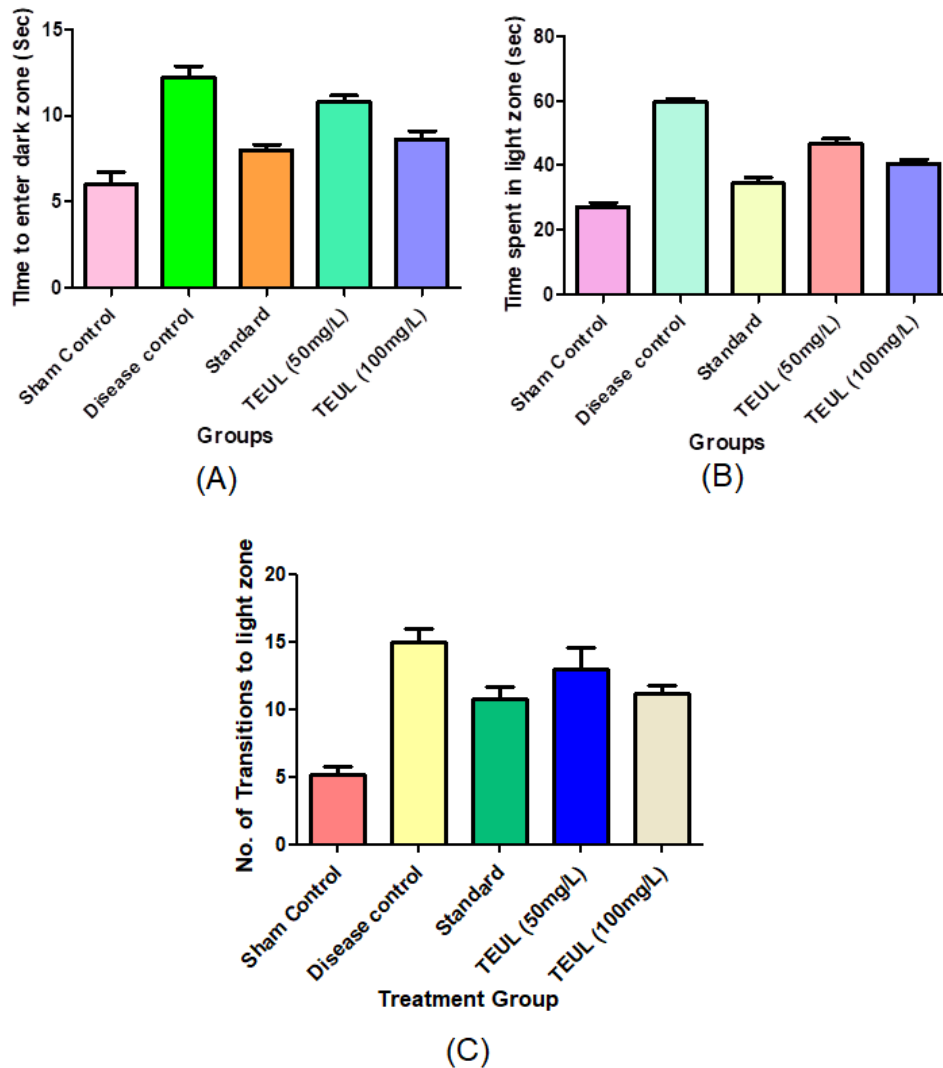 TIme to enter dark zone (Sec)
15
10
5
0
Sham Control
Disease control
Standard
TEUL (50mg/L)
TEUL (100mg/L)
Groups
(A)
Time spent in light zone (sec)
80
60
40
20
0
Sham Control
Disease control
Standard
TEUL (50mg/L)
TEUL (100mg/L)
Groups
(B)
No. of Transitions to light zone
20
15
10
5
0
Sham Control
Disease control
Standard
TEUL (50mg/L)
TEUL (100mg/L)
Treatment Group
(C)